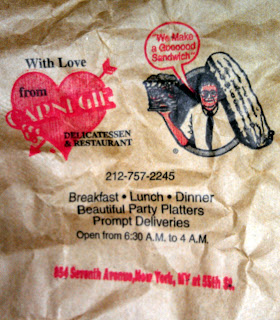 "We Make
a Goooood
Sandwich"
With Love
from
CARNEGIE
DELICATESSEN
& RESTAURANT
®
212-757-2245
Breakfast • Lunch • Dinner
Beautiful Party Platters
Prompt Deliveries
Open from 6:30 A.M. to 4 A.M.
854 Seventh Avenue, New York, NY at 55th St.